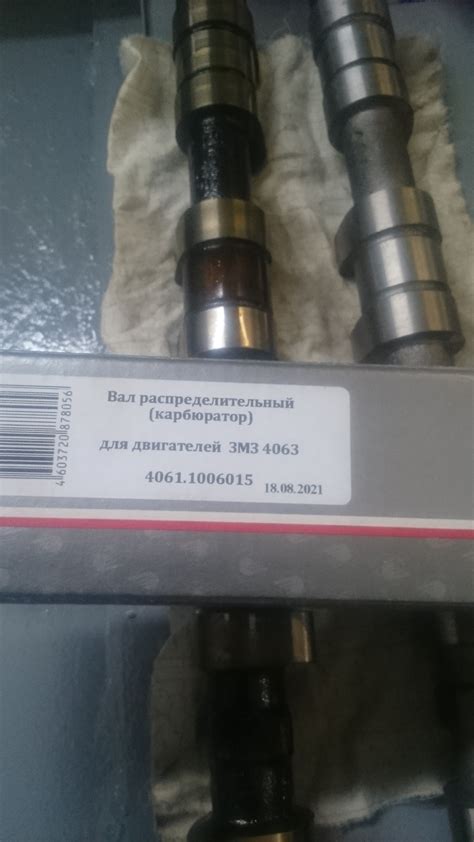 Вал распределительный
(карбюратор)
для двигателей ЗМЗ 4063
4061.1006015 18.08.2021
4603720878056